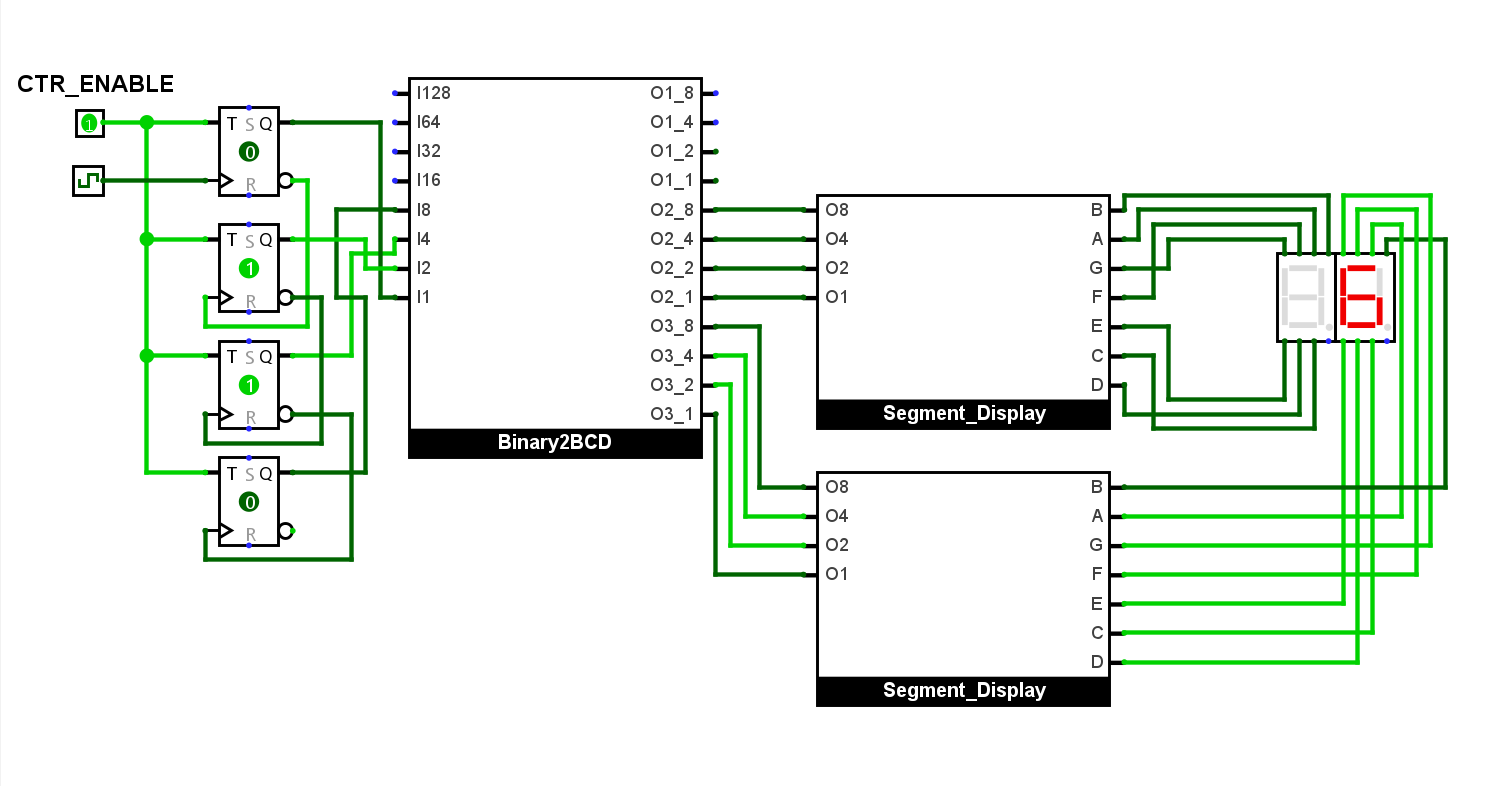 CTR_ENABLE
1
T S Q
0
R
T S Q
1
R
T S Q
1
R
T S Q
0
R
I128
I64
I32
I16
I8
I4
I2
I1
O1_8
O1_4
O1_2
O1_1
O2_8
O2_4
O2_2
O2_1
O3_8
O3_4
O3_2
O3_1
Binary2BCD
O8
O4
O2
O1
B
A
G
F
E
C
D
Segment_Display
O8
O4
O2
O1
B
A
G
F
E
C
D
Segment_Display
6